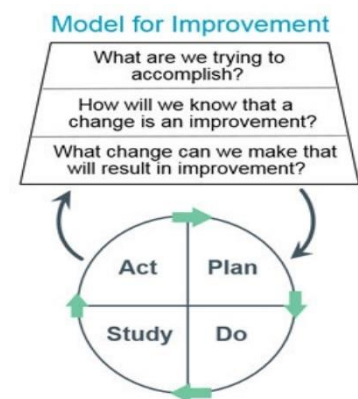 Model for Improvement
What are we trying to
accomplish?
How will we know that a
change is an improvement?
What change can we make that
will result in improvement?
Act
Plan
Study
Do